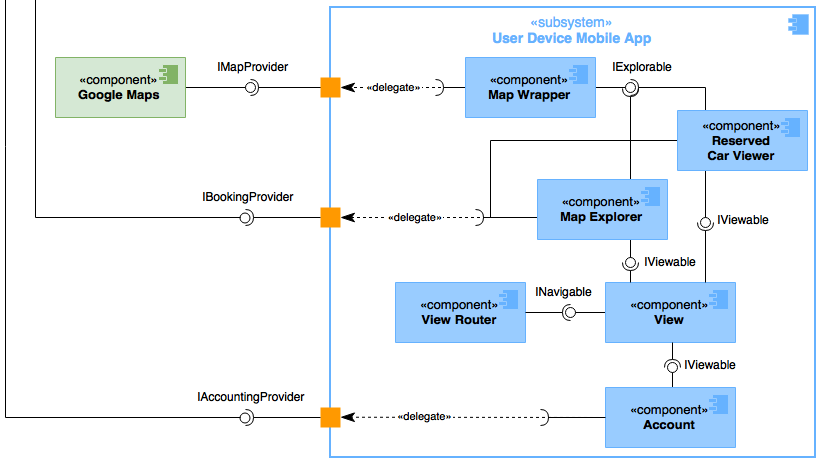 «subsystem»
User Device Mobile App
«component»
Google Maps
IMapProvider
«delegate»
«component»
Map Wrapper
IExplorable
«component»
Reserved
Car Viewer
IBookingProvider
«delegate»
«component»
Map Explorer
IViewable
IViewable
«component»
View Router
INavigable
«component»
View
IViewable
IAccountingProvider
«delegate»
«component»
Account